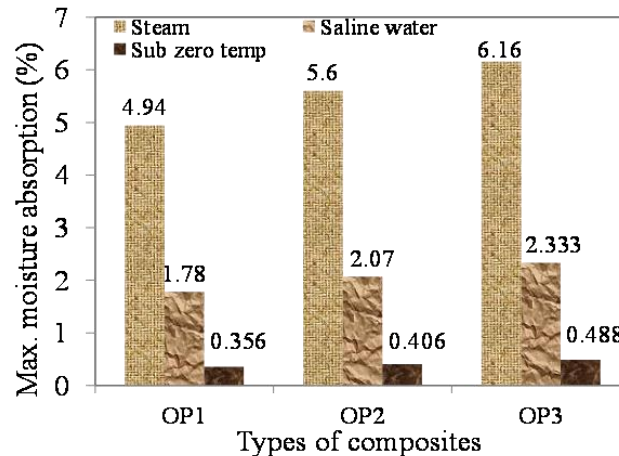 Max. moisture absorption (%)
7
6
5
4
3
2
1
0
Steam
Saline water
Sub zero temp
4.94
1.78
0.356
5.6
2.07
0.406
6.16
2.333
0.488
OP1
OP2
OP3
Types of composites